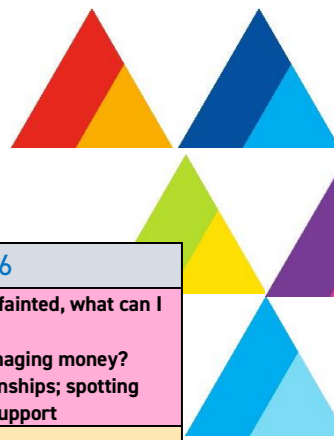 6
fainted, what can I
naging money?
nships; spotting
upport